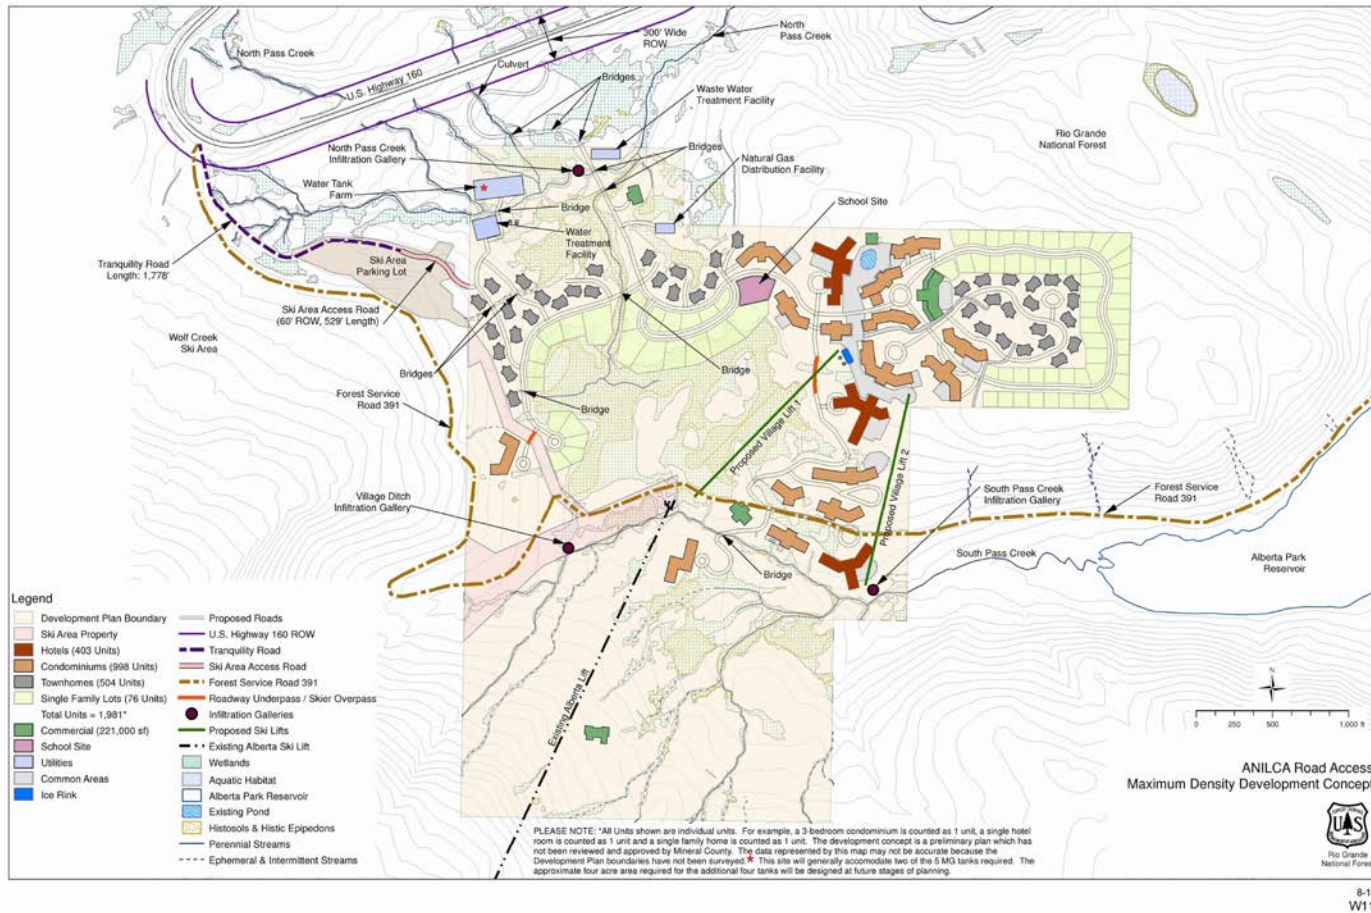 300' Wide
ROW
North
Pass Creek
North Pass Creek
Culvert
U.S. Highway 160
Bridges
Waste Water
Treatment Facility
Rio Grande
National Forest
North Pass Creek
Infiltration Gallery
Bridges
Natural Gas
Distribution Facility
Water Tank
Farm
*
Bridge
School Site
Water
Treatment
Facility
Tranquility Road
Length: 1,778'
Ski Area
Parking Lot
Ski Area Access Road
(60' ROW, 529' Length)
Wolf Creek
Ski Area
Bridges
Bridge
Forest Service
Road 391
Bridge
Proposed Village Lift 1
Proposed Village Lift 2
Village Ditch
Infiltration Gallery
South Pass Creek
Infiltration Gallery
Forest Service
Road 391
South Pass Creek
Alberta Park
Reservoir
Bridge
Existing Alberta Lift
Legend
Development Plan Boundary
Ski Area Property
Hotels (403 Units)
Condominiums (998 Units)
Townhomes (504 Units)
Single Family Lots (76 Units)
Total Units = 1,981*
Commercial (221,000 sf)
School Site
Utilities
Common Areas
Ice Rink
Proposed Roads
U.S. Highway 160 ROW
Tranquility Road
Ski Area Access Road
Forest Service Road 391
Roadway Underpass / Skier Overpass
Infiltration Galleries
Proposed Ski Lifts
Existing Alberta Ski Lift
Wetlands
Aquatic Habitat
Alberta Park Reservoir
Existing Pond
Histosols & Histic Epipedons
Perennial Streams
Ephemeral & Intermittent Streams
N
0 250 500 1,000 ft
ANILCA Road Access
Maximum Density Development Concept
PLEASE NOTE: *All Units shown are individual units. For example, a 3-bedroom condominium is counted as 1 unit, a single hotel
room is counted as 1 unit and a single family home is counted as 1 unit. The development concept is a preliminary plan which has
not been reviewed and approved by Mineral County. The data represented by this map may not be accurate because the
Development Plan boundaries have not been surveyed. * This site will generally accomodate two of the 5 MG tanks required. The
approximate four acre area required for the additional four tanks will be designed at future stages of planning.
UAS
Rio Grande
National Forest
8-1
W11